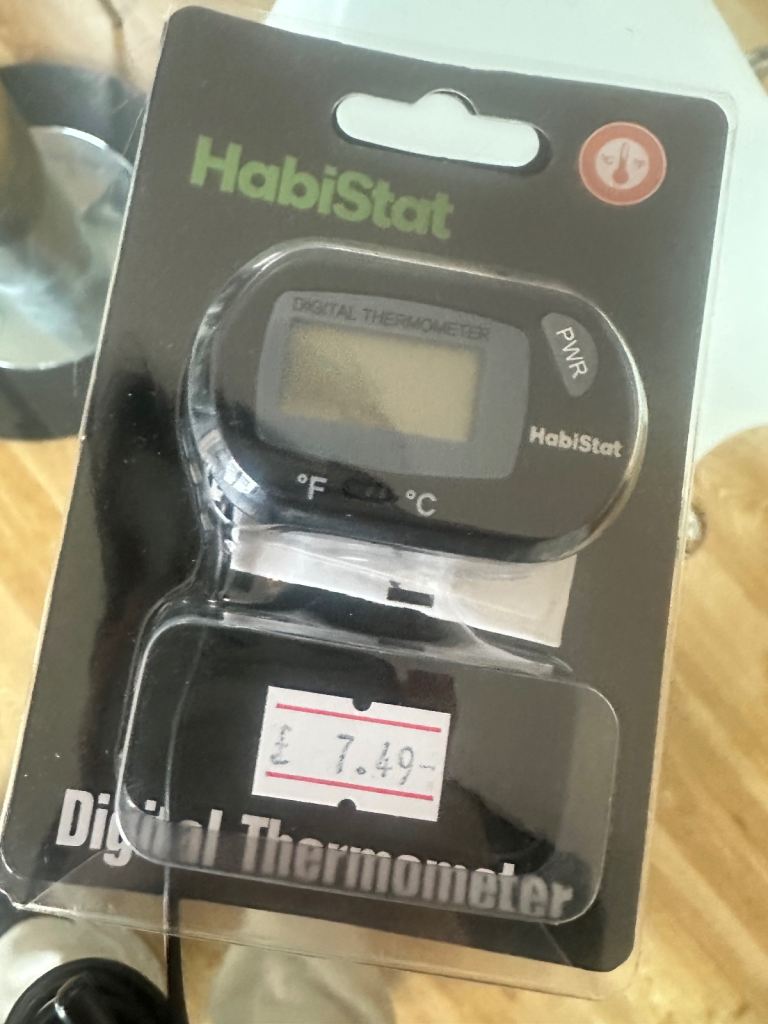 HabiStat
°C °F
DIGITAL THERMOMETER
PWR
HabiStat
°F °C
£ 7.49-
Digital Thermometer